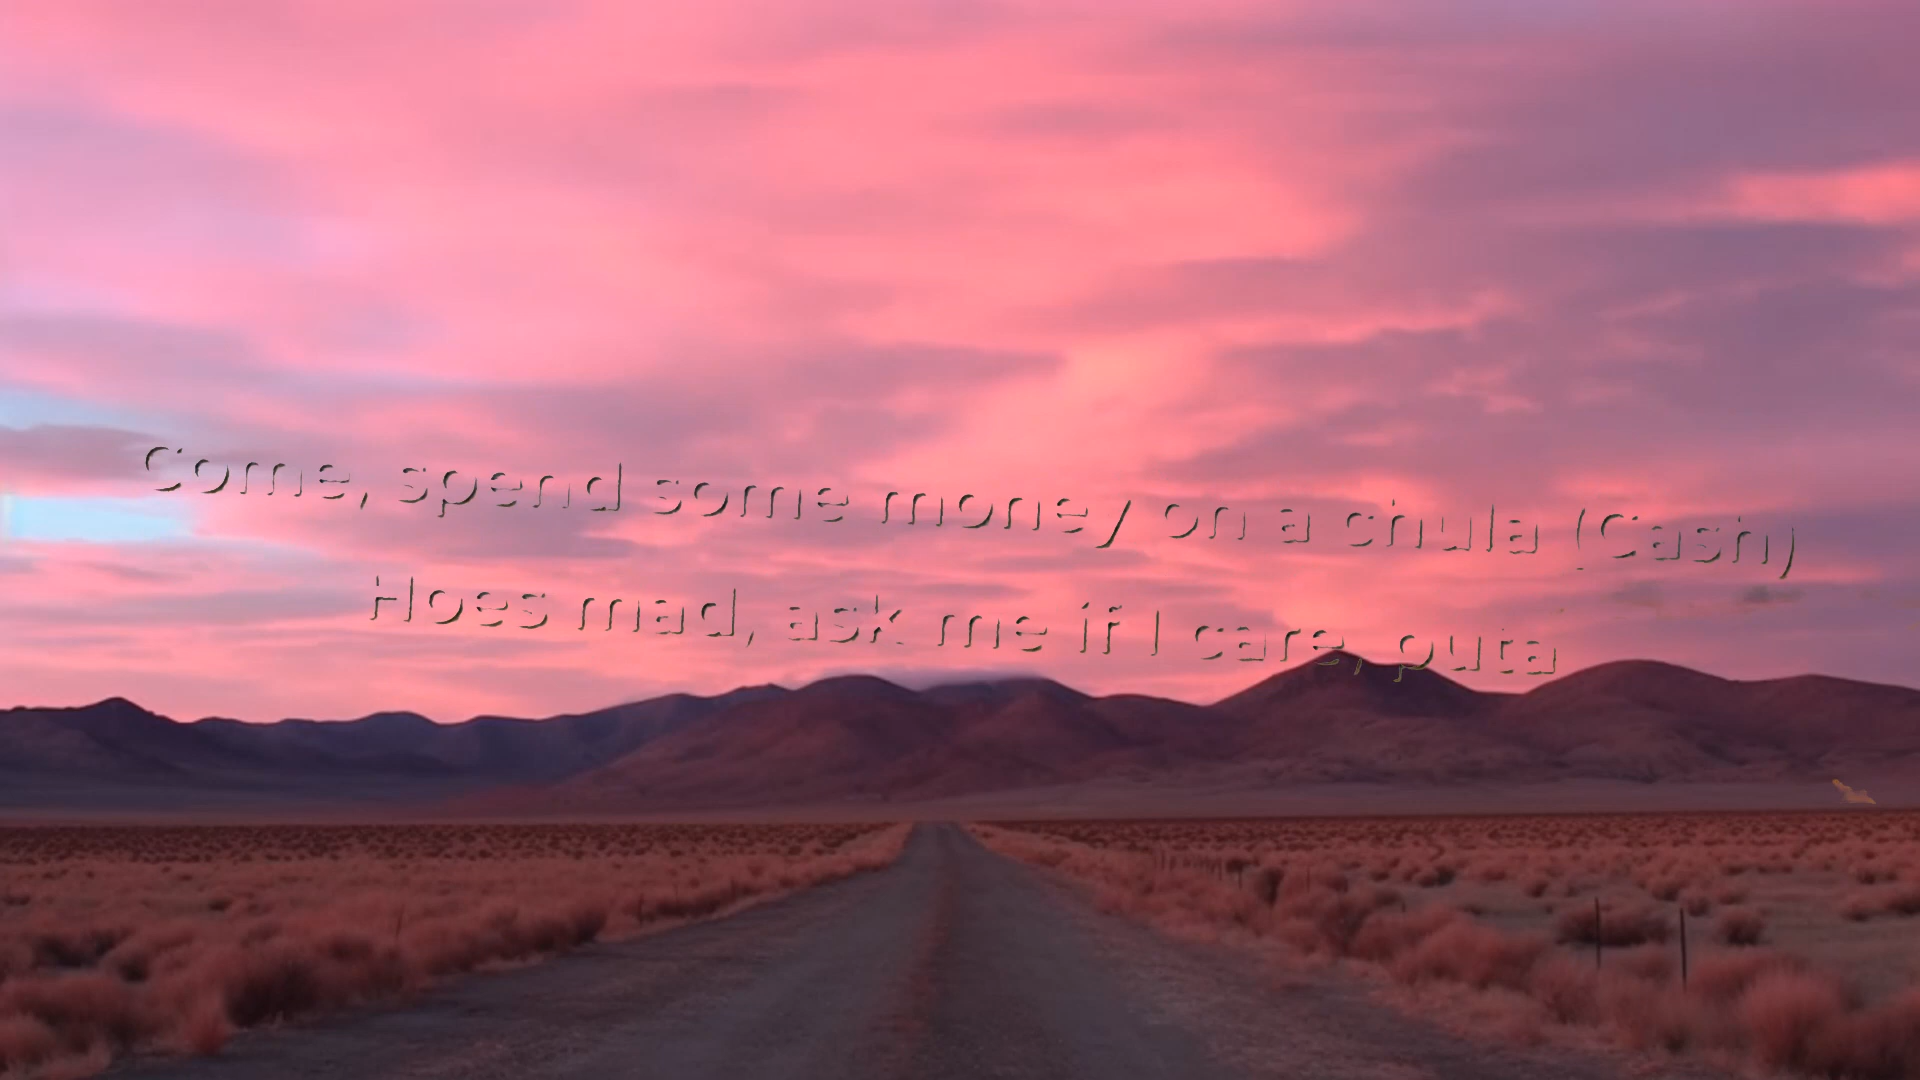 Come, spend some money on a chula (Cash)
Hoes mad, ask me if I care, puta